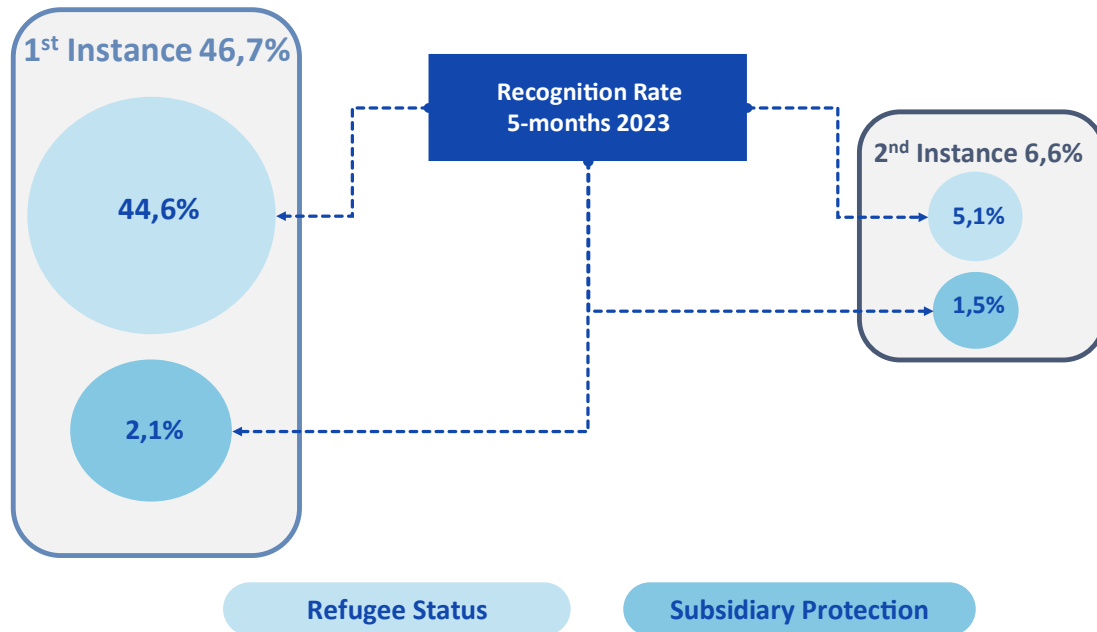 1st Instance 46,7%
44,6%
2,1%
Recognition Rate
5-months 2023
2nd Instance 6,6%
5,1%
1,5%
Refugee Status
Subsidiary Protection